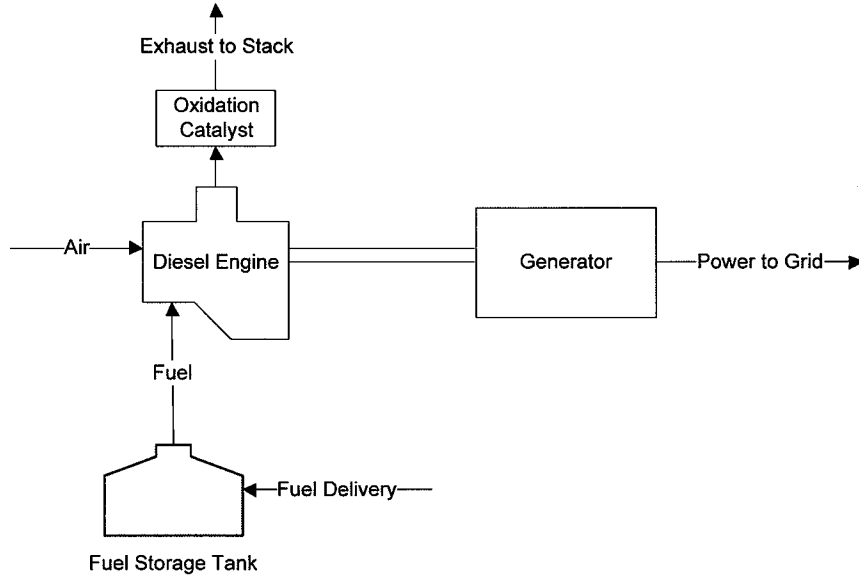 Exhaust to Stack
Oxidation
Catalyst
Air
Diesel Engine
Generator
Power to Grid
Fuel
Fuel Delivery
Fuel Storage Tank